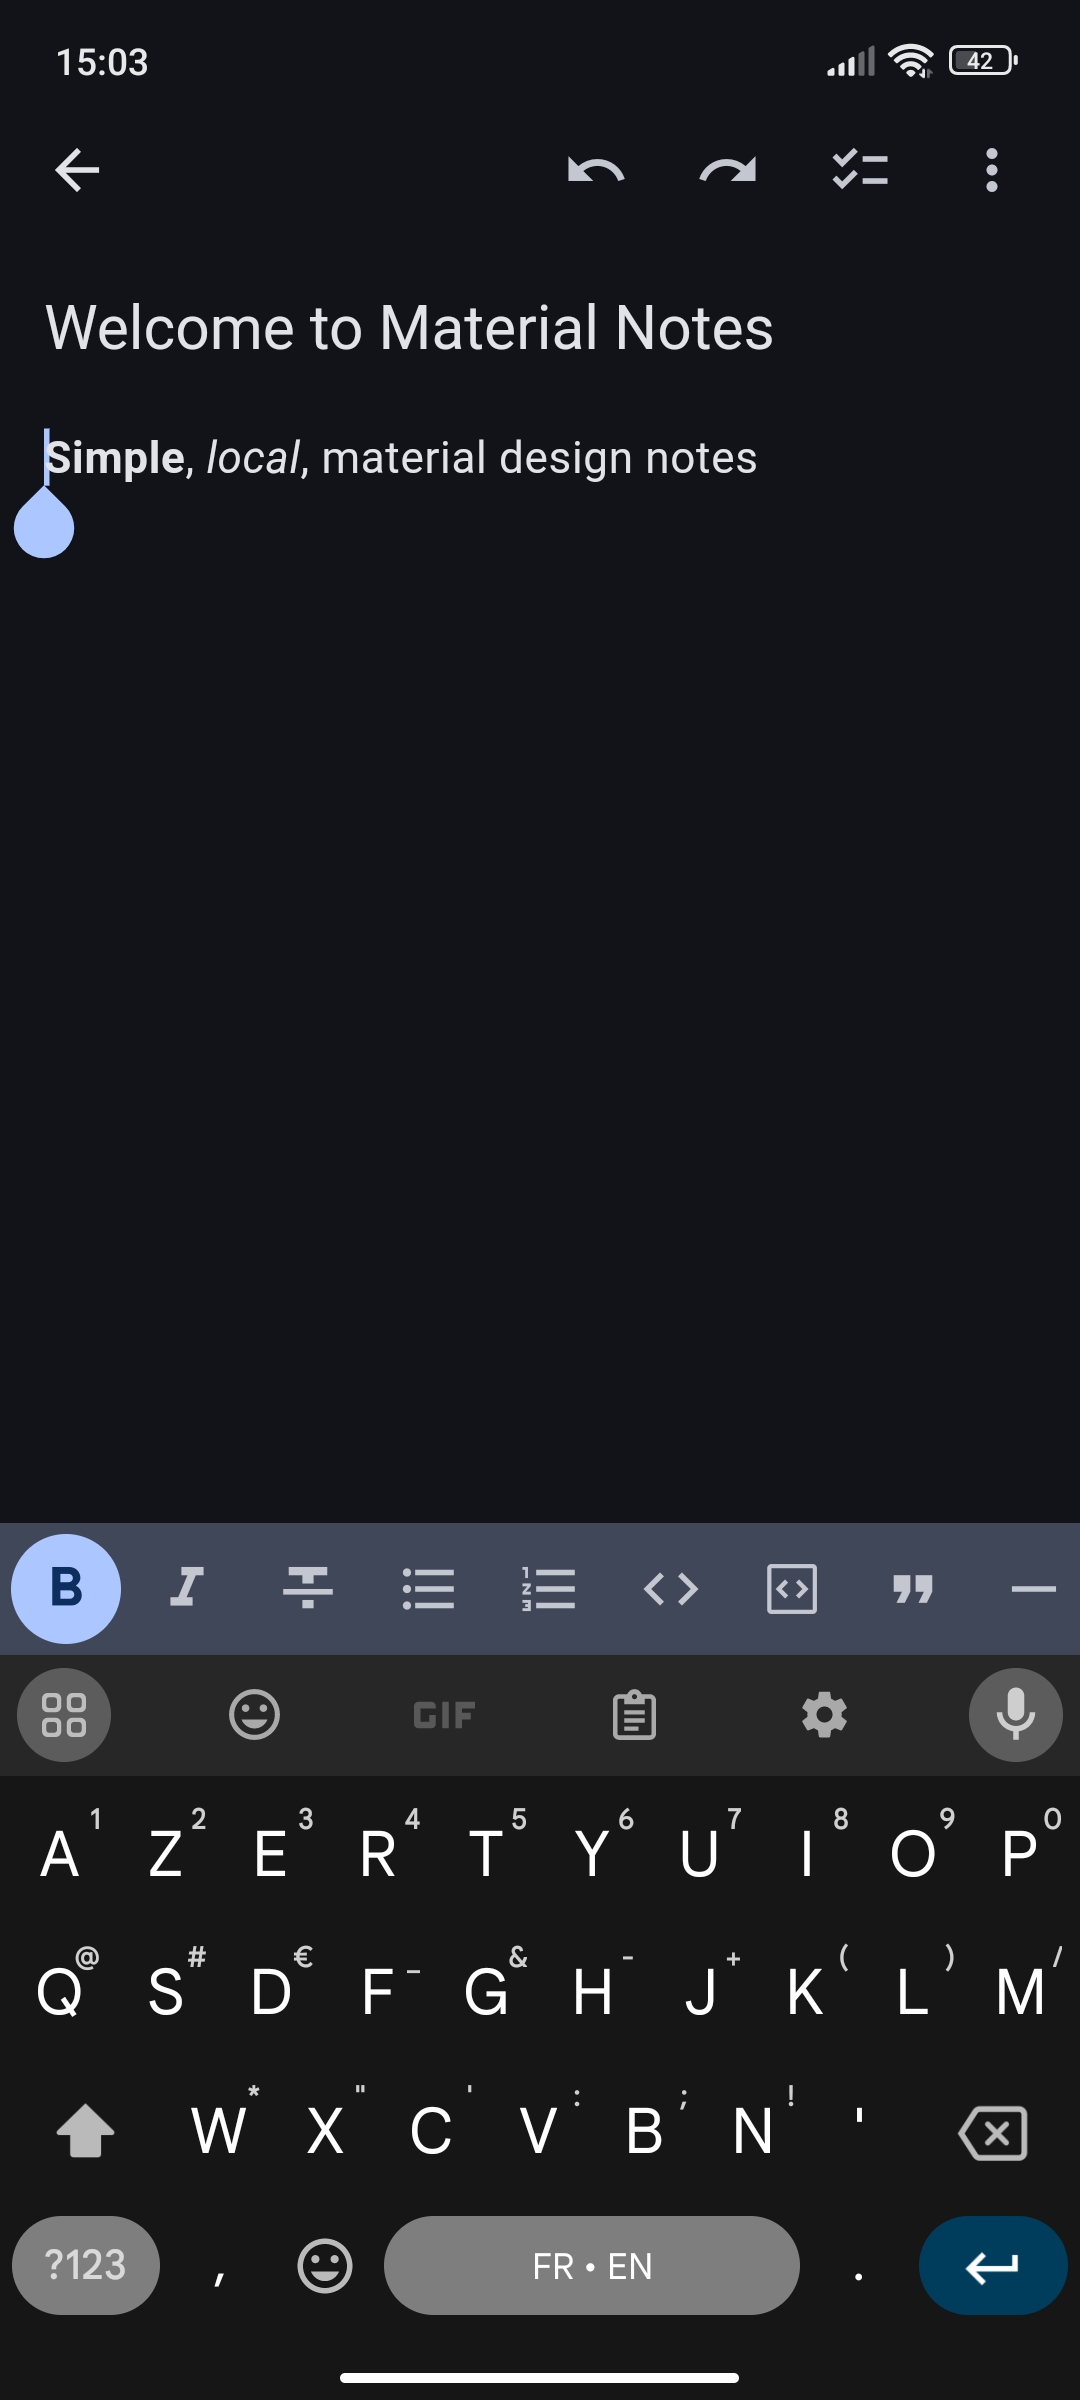 15:03
42
Welcome to Material Notes
Simple, local, material design notes
B I
GIF
A 1 Z 2 E 3 R 4 T 5 Y 6 U 7 I 8 O 9 P 0
Q @ S # D € F _ G & H - J + K ( L ) M /
W * X " C ' V : B ; N ! '
?123 , FR • EN .